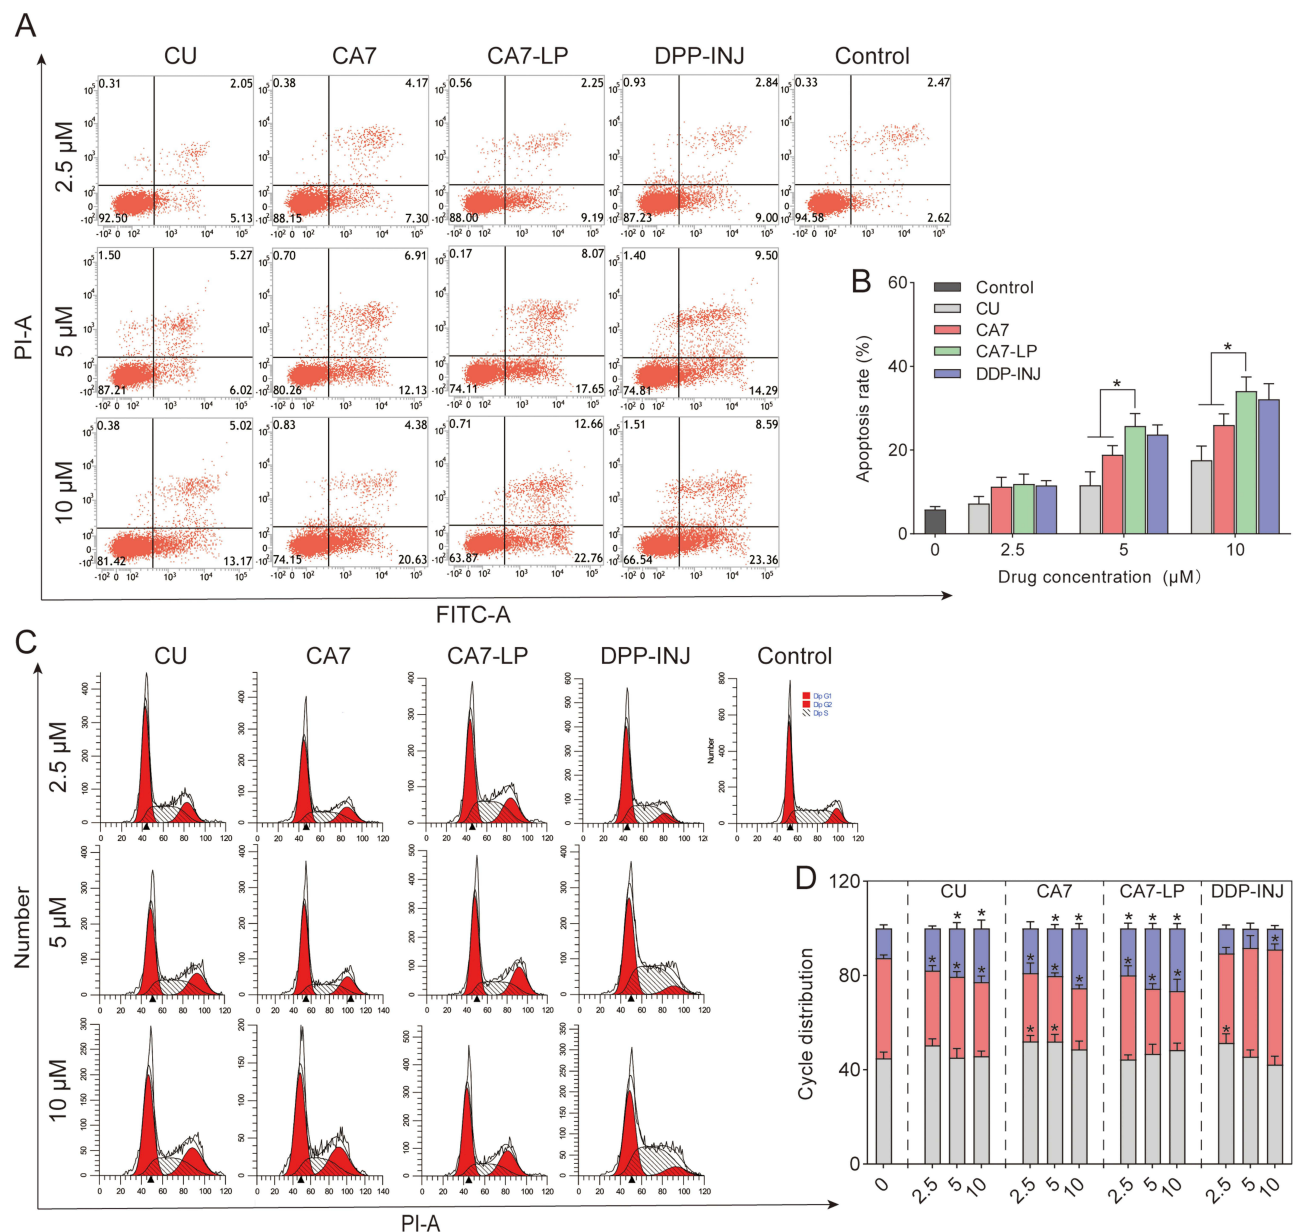 A
CU CA7 CA7-LP DPP-INJ Control
2.5 µM
5 µM
10 µM
PI-A
FITC-A
0.31 2.05
92.50 5.13
0.38 4.17
88.15 7.30
0.56 2.25
88.00 9.19
0.93 2.84
87.23 9.00
0.33 2.47
94.58 2.62
1.50 5.27
87.21 6.02
0.70 6.91
80.26 12.13
0.17 8.07
74.11 17.65
1.40 9.50
74.81 14.29
0.38 5.02
81.42 13.17
0.83 4.38
74.15 20.63
0.71 12.66
63.87 22.76
1.51 8.59
66.54 23.36
B
Control
CU
CA7
CA7-LP
DDP-INJ
Apoptosis rate (%)
60
40
20
0
* *
0 2.5 5 10
Drug concentration (µM)
C
CU CA7 CA7-LP DPP-INJ Control
2.5 µM
5 µM
10 µM
Number
PI-A
Dip G1
Dip G2
Dip S
Number
D
CU CA7 CA7-LP DDP-INJ
Cycle distribution
120
80
40
0
0 2.5 5 10 2.5 5 10 2.5 5 10 2.5 5 10